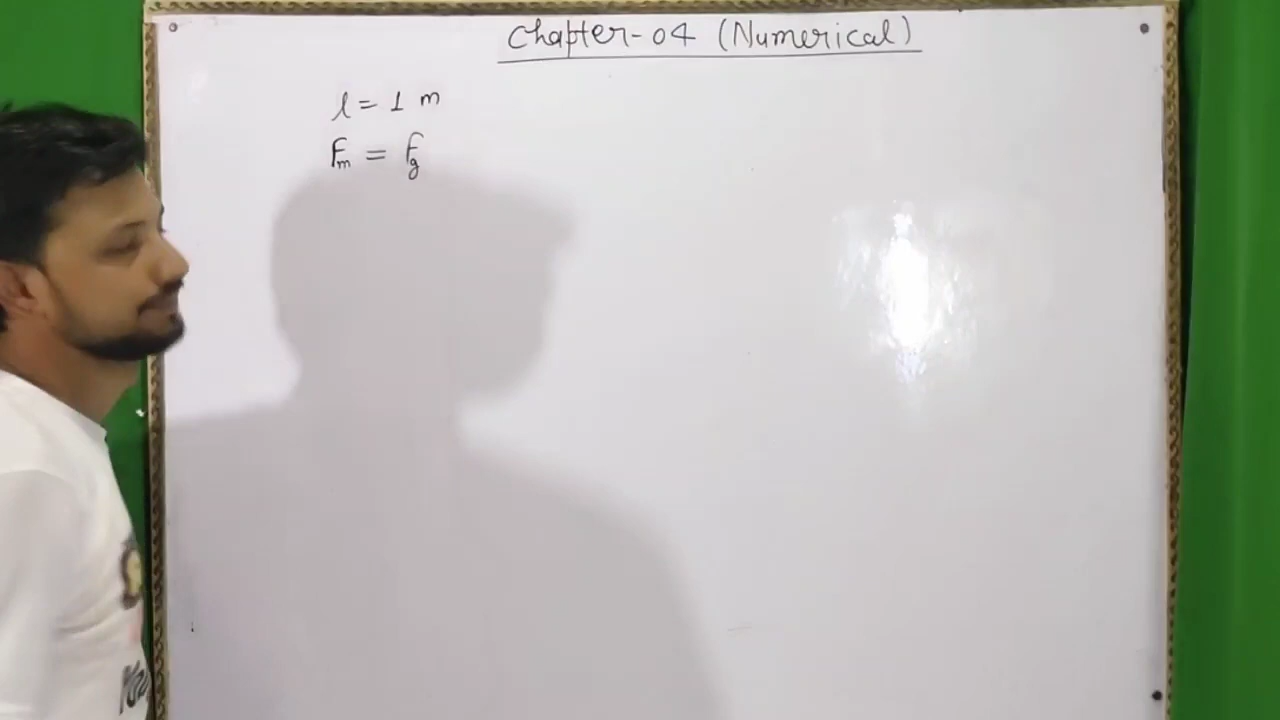 Chapter-04 (Numerical)
l = 1 m
Fm = Fg